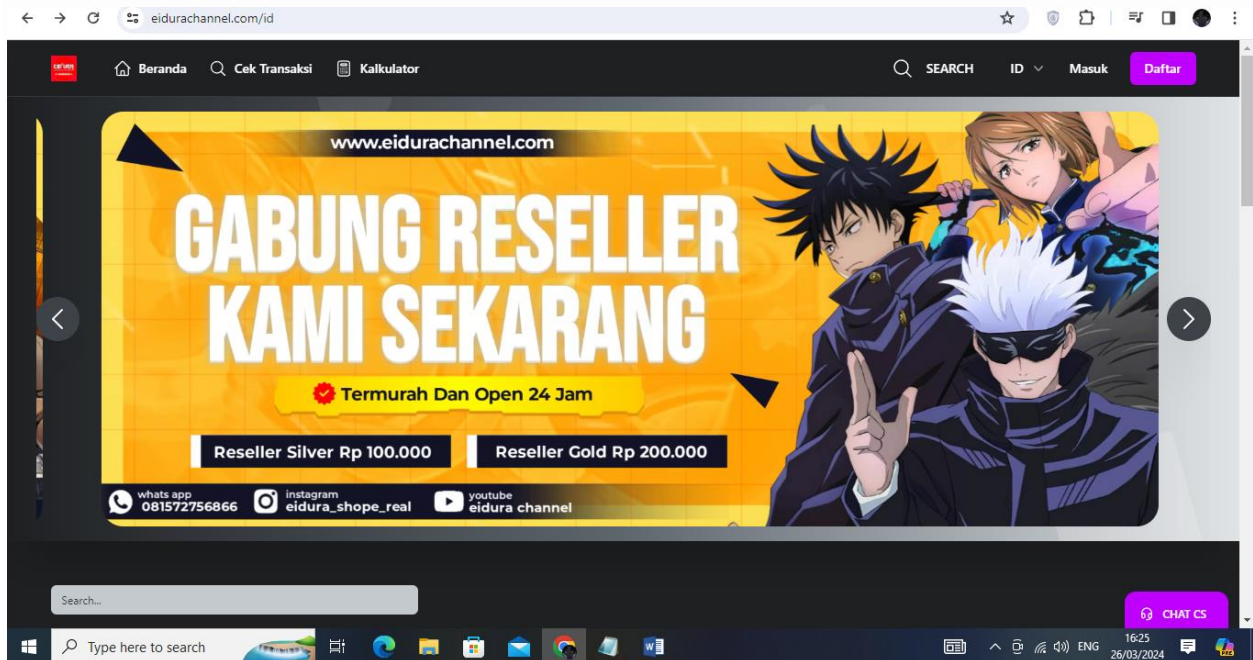 eidurachannel.com/id
Beranda
Cek Transaksi
Kalkulator
SEARCH
ID
Masuk
Daftar
www.eidurachannel.com
GABUNG RESELLER
KAMI SEKARANG
Termurah Dan Open 24 Jam
Reseller Silver Rp 100.000
Reseller Gold Rp 200.000
whats app
081572756866
instagram
eidura_shope_real
youtube
eidura channel
Search...
CHAT CS
Type here to search
ENG
16:25
26/03/2024